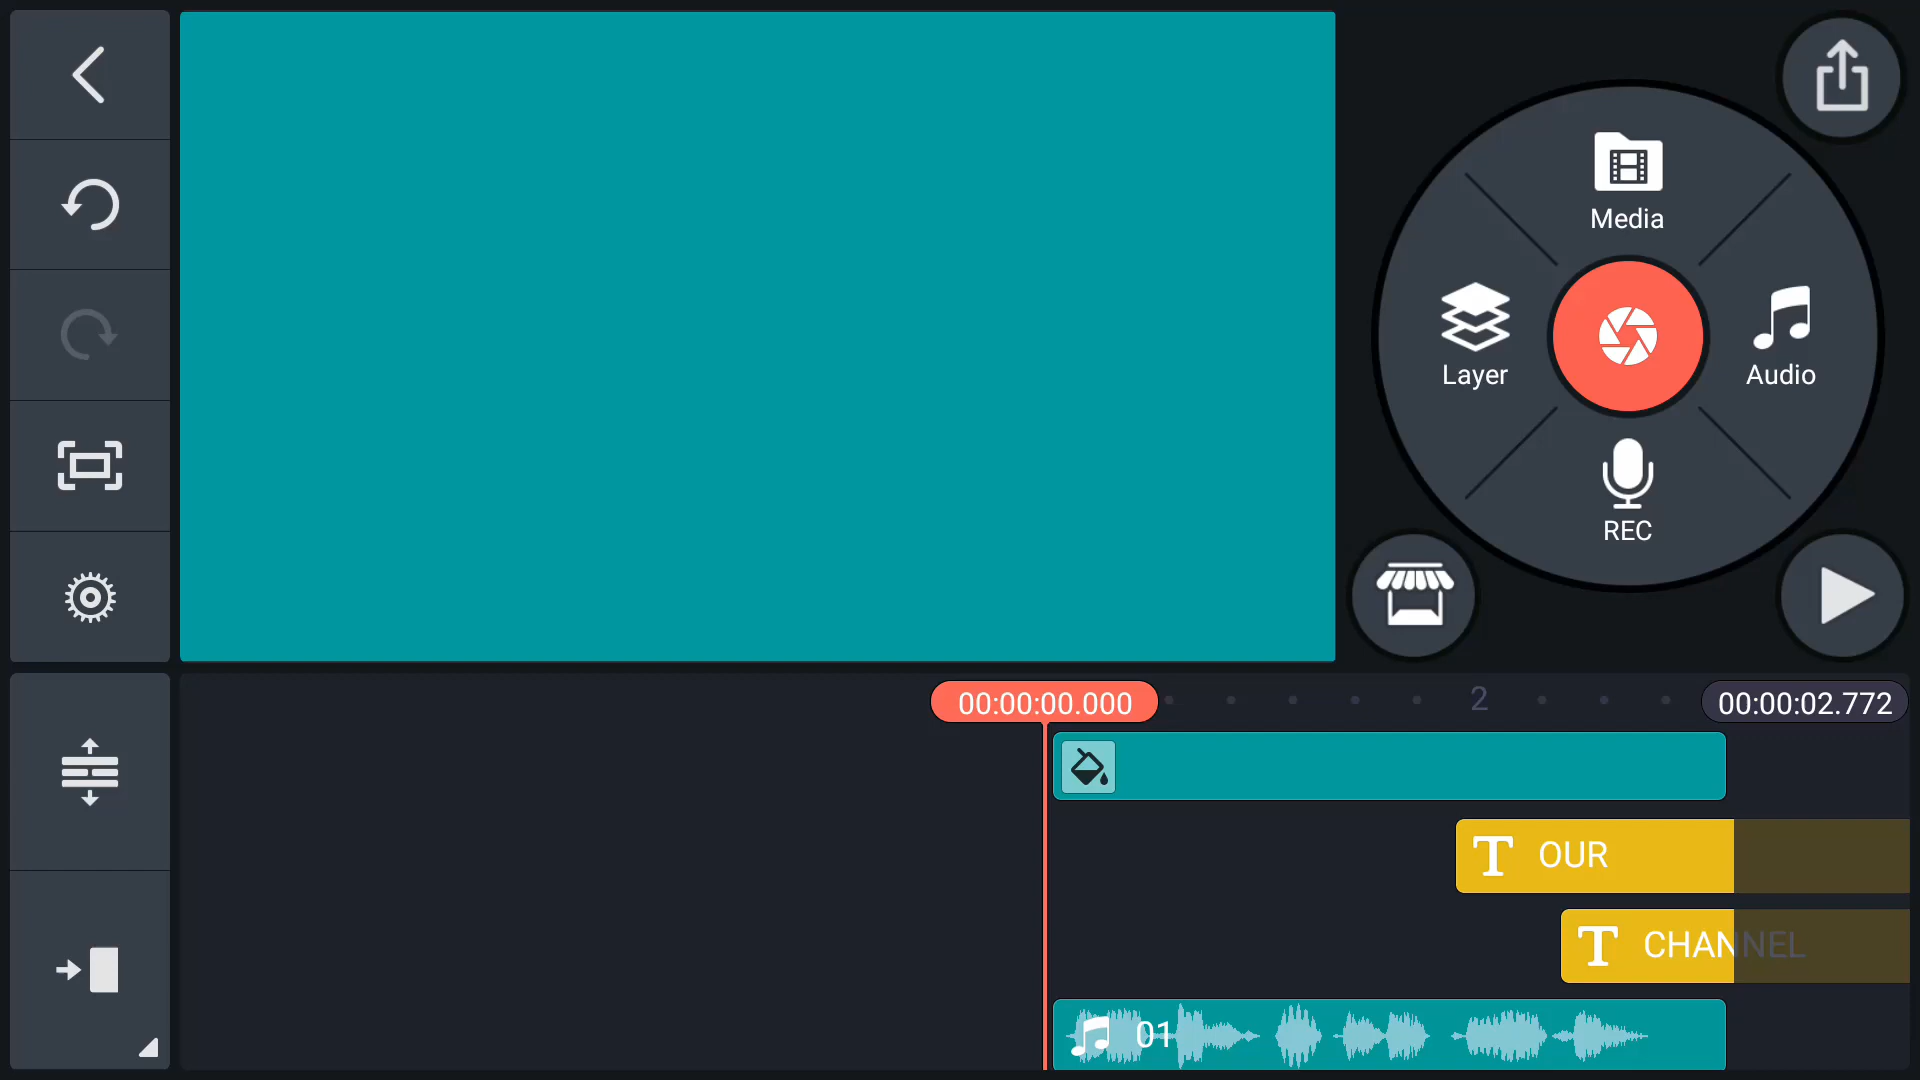 Media
Layer
Audio
REC
00:00:00.000
2
00:00:02.772
T OUR
T CHANNEL
01